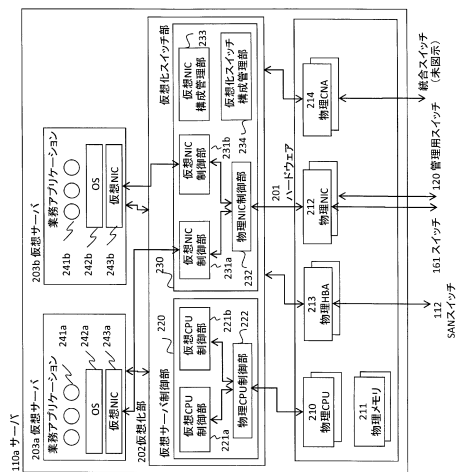 110a サーバ
203a 仮想サーバ
業務アプリケーション
241a
OS
242a
仮想NIC
243a
203b 仮想サーバ
業務アプリケーション
241b
OS
242b
仮想NIC
243b
202仮想化部
仮想サーバ制御部
220
仮想CPU
制御部
221a
仮想CPU
制御部
221b
物理CPU制御部
222
230
仮想化スイッチ部
仮想NIC
制御部
231a
仮想NIC
制御部
231b
物理NIC制御部
232
仮想NIC
構成管理部
233
仮想化スイッチ
構成管理部
234
201
ハードウェア
210
物理CPU
211
物理メモリ
213
物理HBA
212
物理NIC
214
物理CNA
112
SANスイッチ
161 スイッチ
120 管理用スイッチ
統合スイッチ
(未図示)